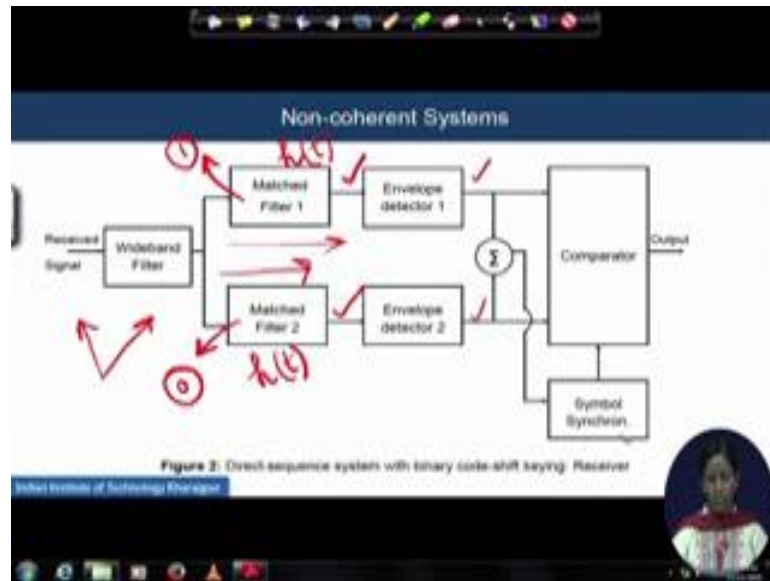 Non-coherent Systems
1
h(t)
Matched
Filter 1
Envelope
detector 1
Received
Signal
Wideband
Filter
Σ
Comparator
Output
Matched
Filter 2
Envelope
detector 2
0
h(t)
Symbol
Synchron.
Figure 2: Direct-sequence system with binary code-shift keying: Receiver
Indian Institute of Technology Kharagpur